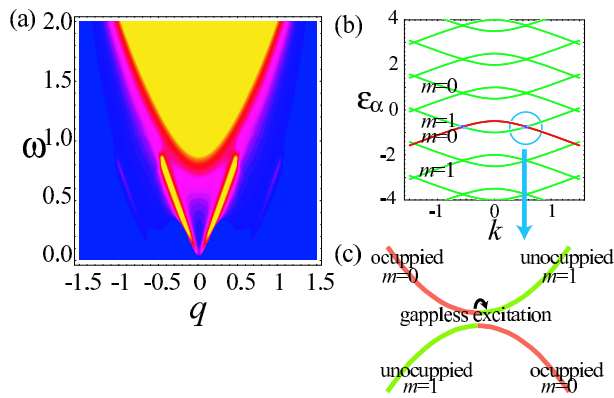 (a)
2.0
1.5
ω
1.0
0.5
0.0
-1.5 -1 -0.5 0 0.5 1 1.5
q
(b)
4
2
εα
0
-2
-4
m=0
m=1
m=0
m=1
-1 0 1
k
(c)
ocuppied
m=0
unocuppied
m=1
gappless excitation
unocuppied
m=1
ocuppied
m=0